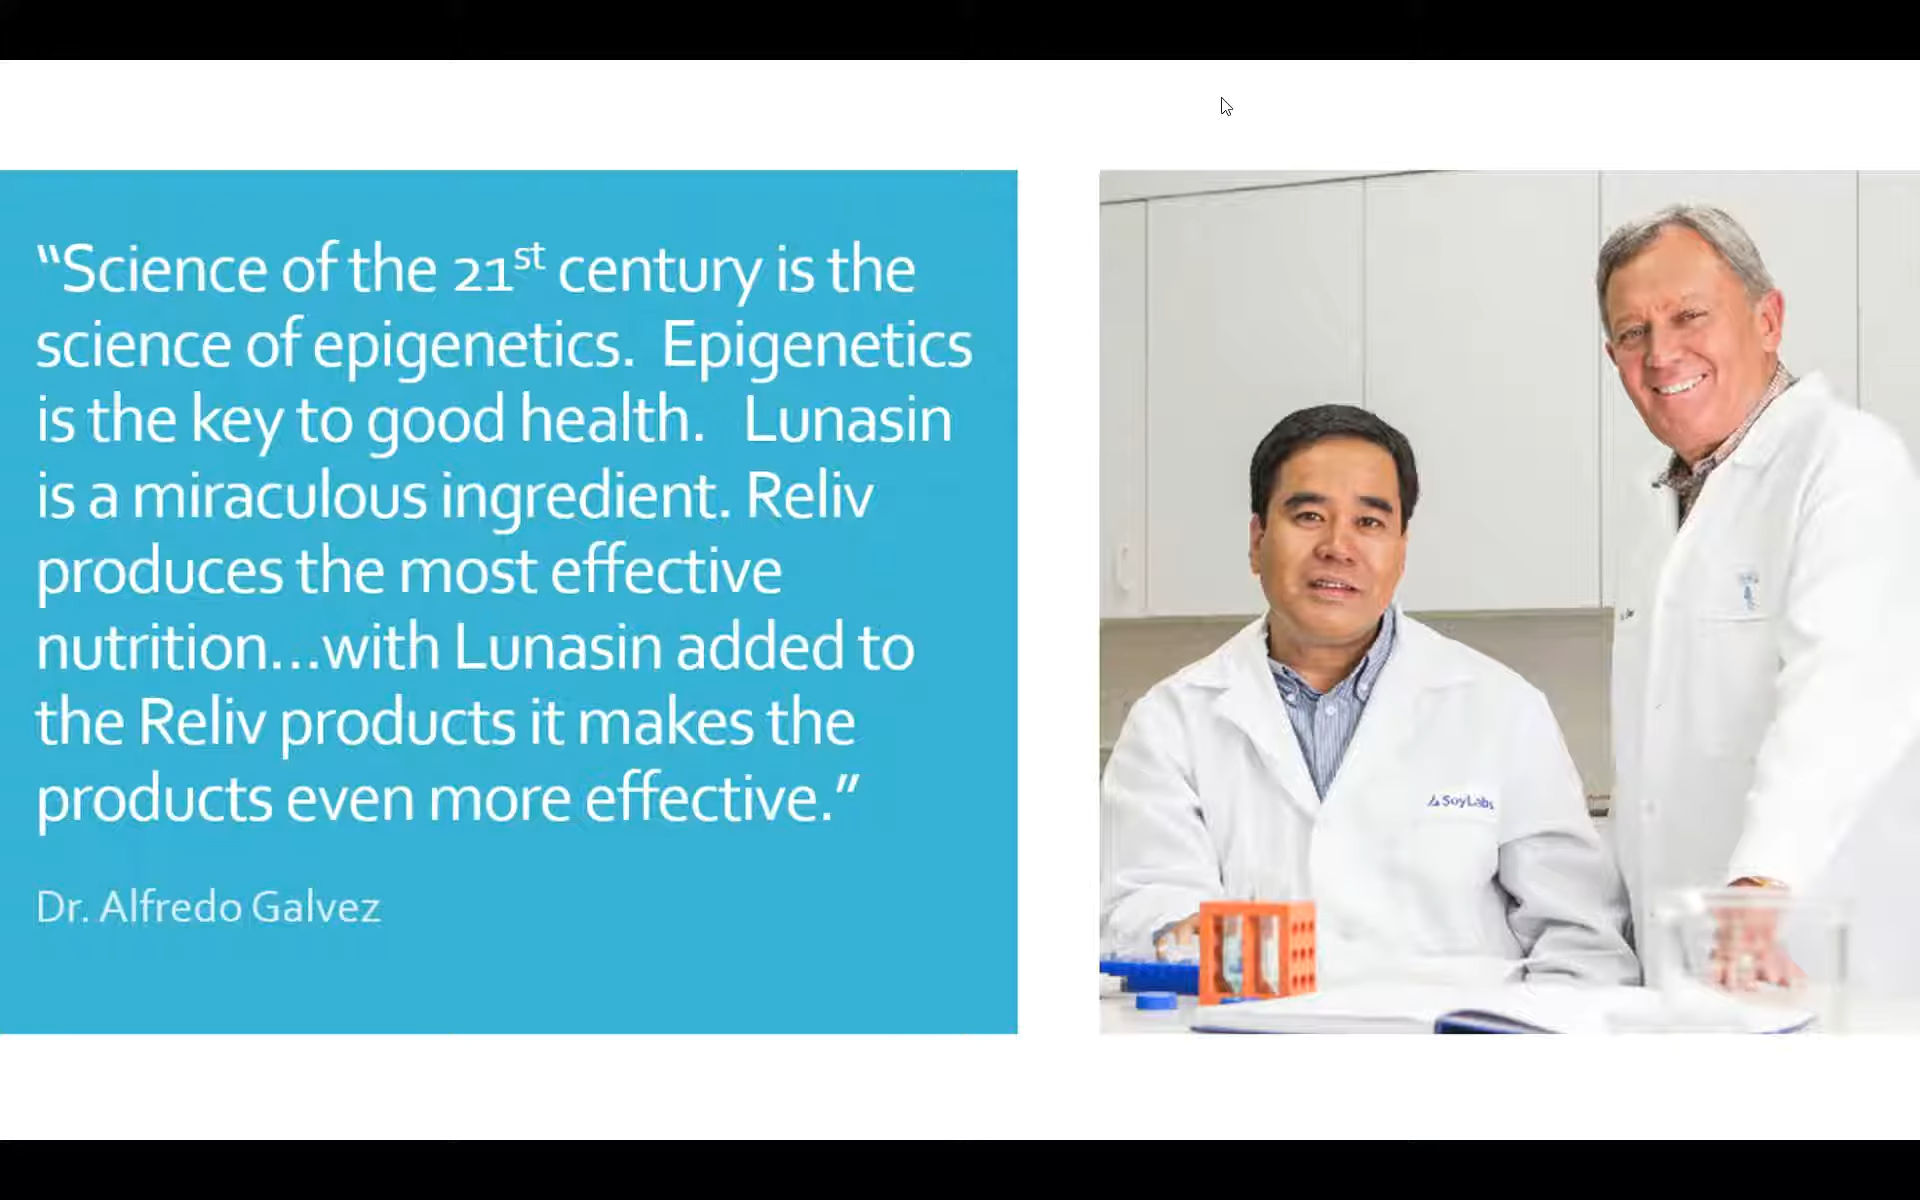 “Science of the 21st century is the
science of epigenetics.  Epigenetics
is the key to good health.   Lunasin
is a miraculous ingredient. Reliv
produces the most effective
nutrition…with Lunasin added to
the Reliv products it makes the
products even more effective.”
Dr. Alfredo Galvez
SoyLabs